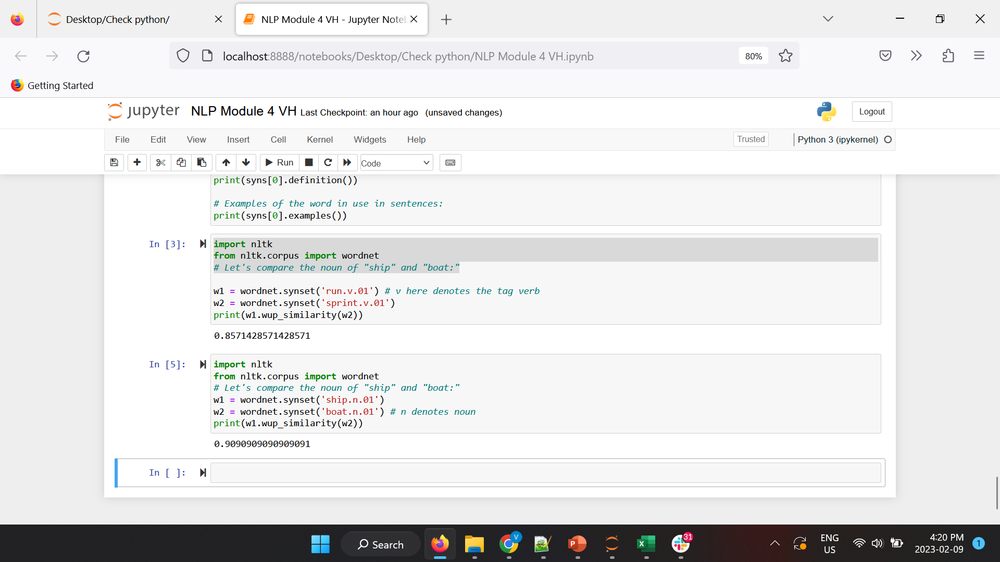 Desktop/Check python/
NLP Module 4 VH - Jupyter Noteb
localhost:8888/notebooks/Desktop/Check python/NLP Module 4 VH.ipynb
80%
Getting Started
jupyter NLP Module 4 VH Last Checkpoint: an hour ago (unsaved changes)
Logout
File Edit View Insert Cell Kernel Widgets Help
Trusted
Python 3 (ipykernel)
Run
Code
print(syns[0].definition())
# Examples of the word in use in sentences:
print(syns[0].examples())
In [3]:
import nltk
from nltk.corpus import wordnet
# Let's compare the noun of "ship" and "boat:"
w1 = wordnet.synset('run.v.01') # v here denotes the tag verb
w2 = wordnet.synset('sprint.v.01')
print(w1.wup_similarity(w2))
0.8571428571428571
In [5]:
import nltk
from nltk.corpus import wordnet
# Let's compare the noun of "ship" and "boat:"
w1 = wordnet.synset('ship.n.01')
w2 = wordnet.synset('boat.n.01') # n denotes noun
print(w1.wup_similarity(w2))
0.9090909090909091
In [ ]:
Search
V
P
X
31
ENG
US
4:20 PM
2023-02-09
1